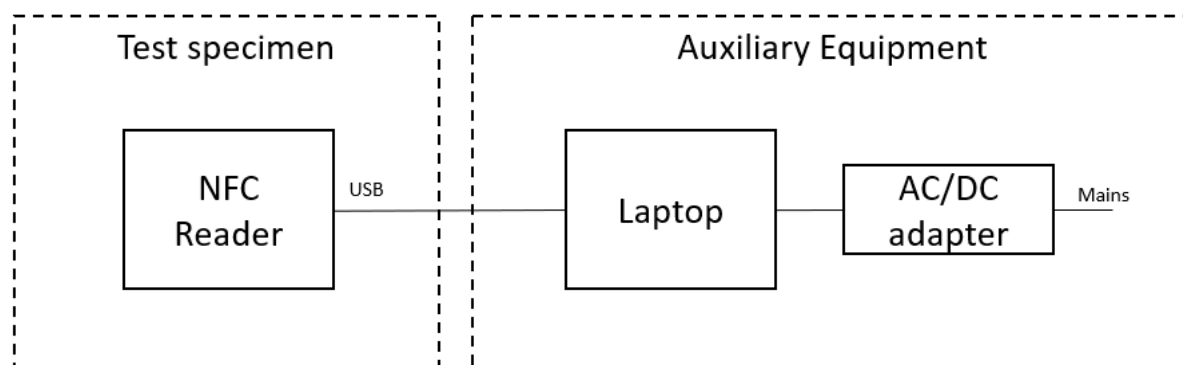 Test specimen
Auxiliary Equipment
NFC
Reader
USB
Laptop
AC/DC
adapter
Mains